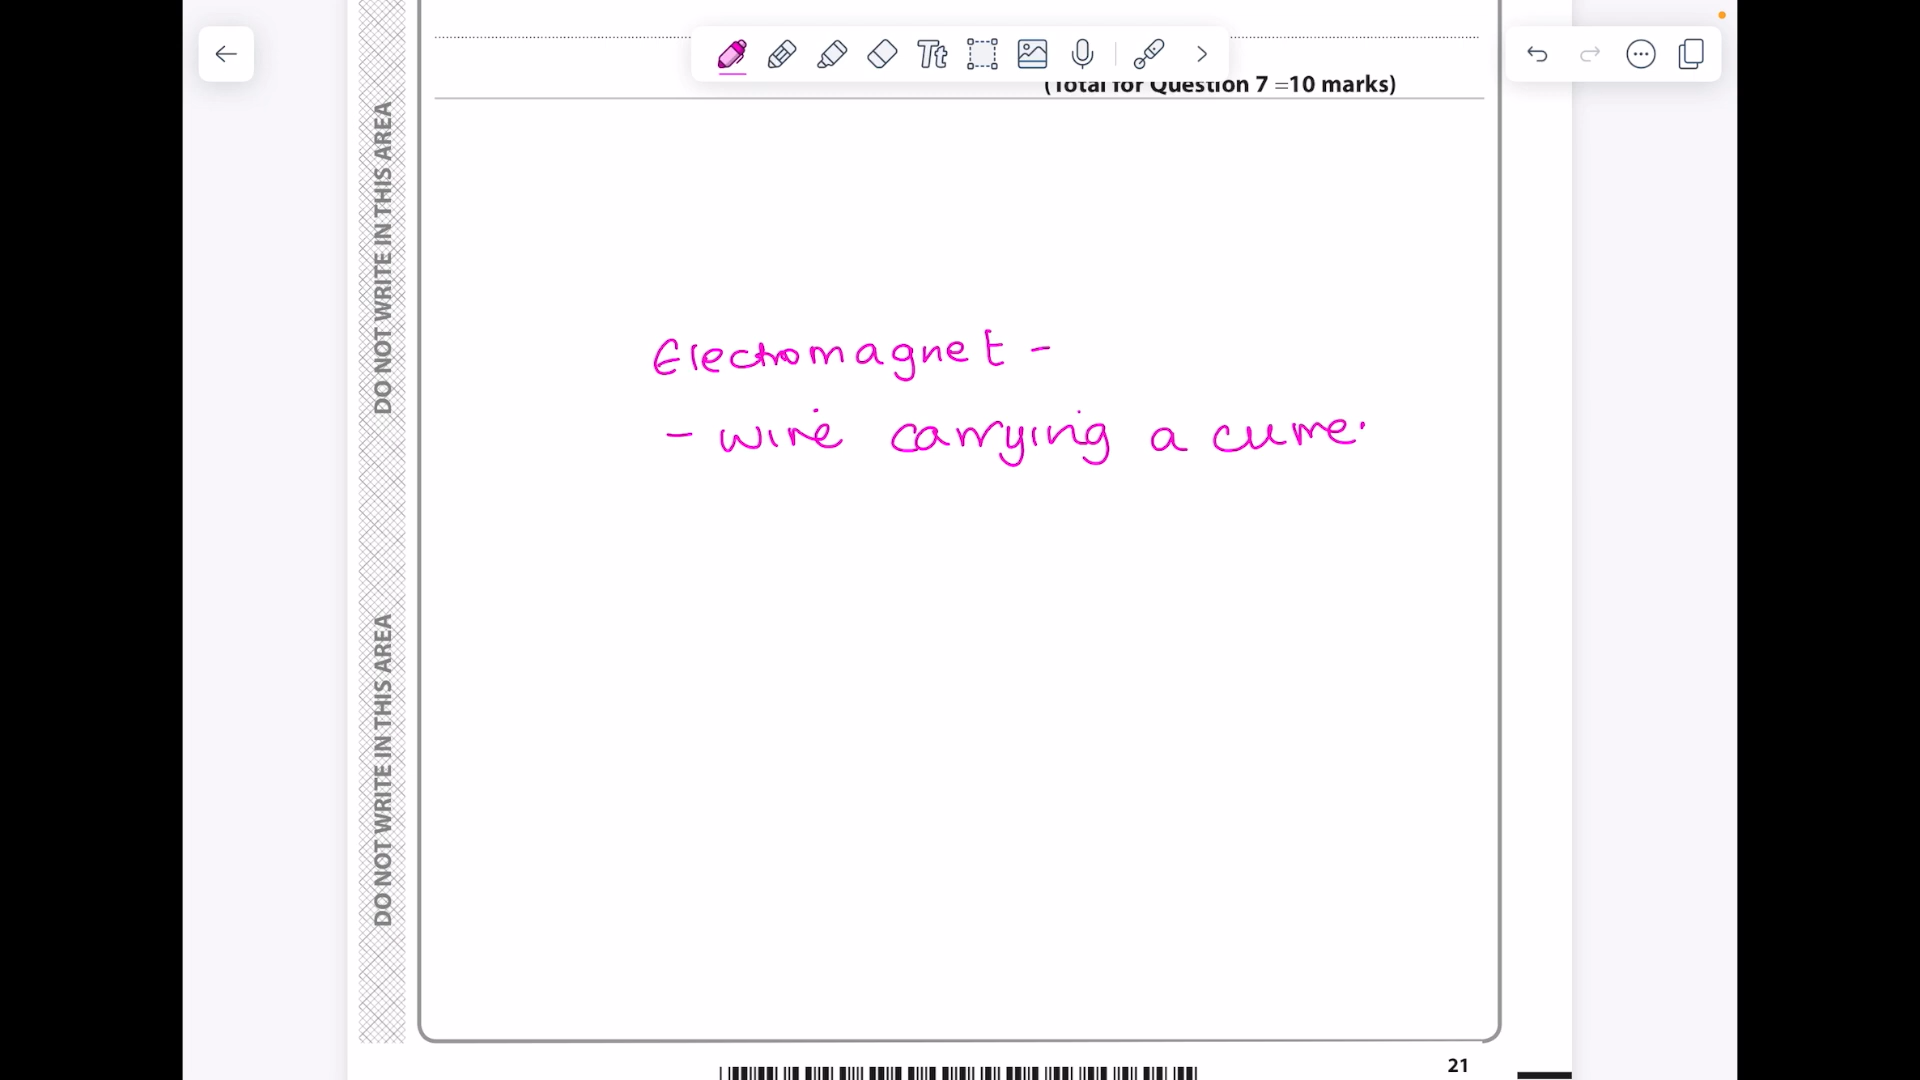 Tt
(Total for Question 7 =10 marks)
DO NOT WRITE IN THIS AREA
Electromagnet -
- wire carrying a curre
DO NOT WRITE IN THIS AREA
21